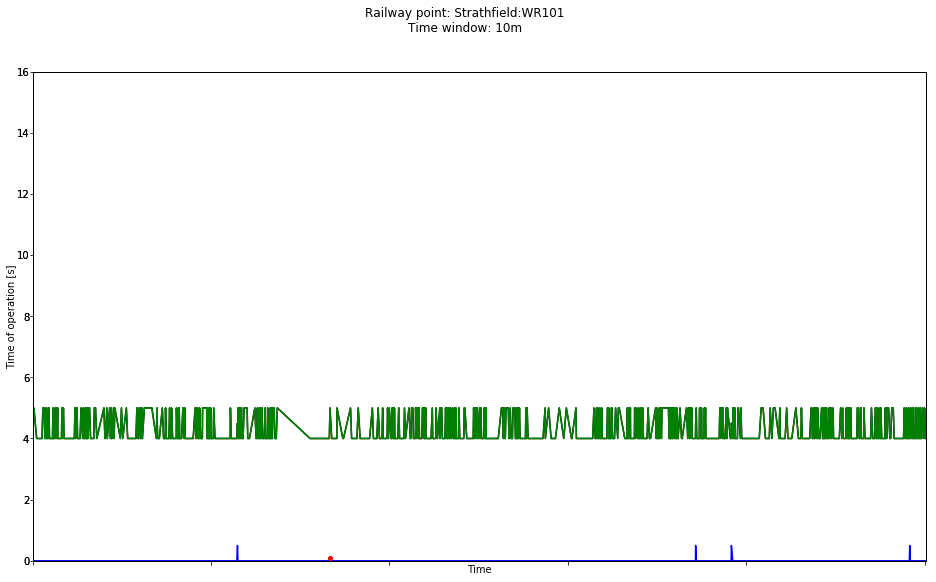 Railway point: Strathfield:WR101
Time window: 10m
16
14
12
10
8
6
4
2
0
Time of operation [s]
Time